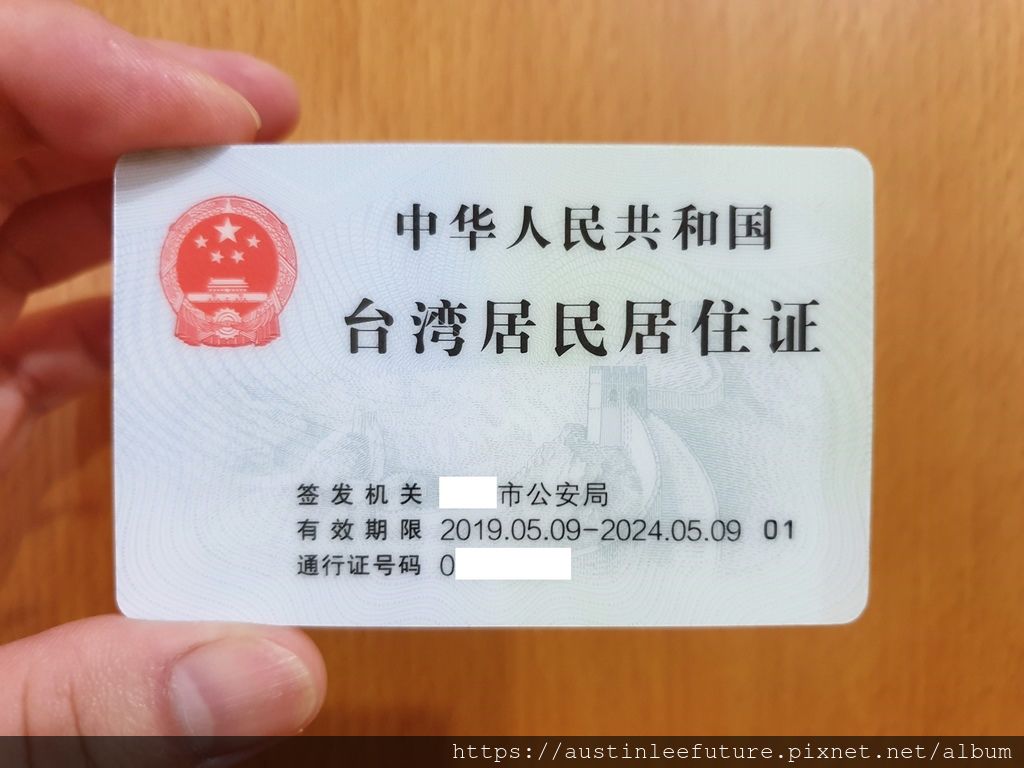 中华人民共和国
台湾居民居住证
签发机关 市公安局
有效期限 2019.05.09-2024.05.09 01
通行证号码 0
https://austinleefuture.pixnet.net/album